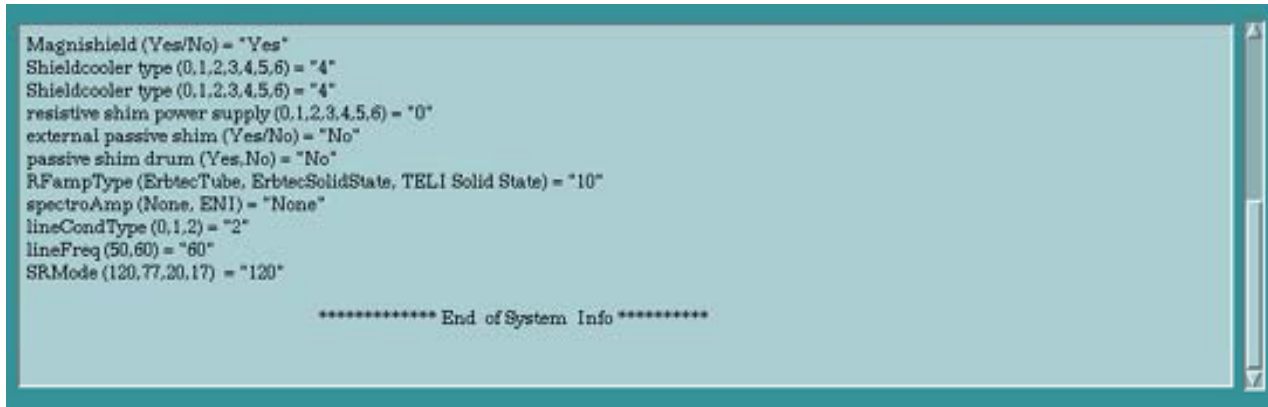 Magnishield (Yes/No) = "Yes"
Shieldcooler type (0,1,2,3,4,5,6) = "4"
Shieldcooler type (0,1,2,3,4,5,6) = "4"
resistive shim power supply (0,1,2,3,4,5,6) = "0"
external passive shim (Yes/No) = "No"
passive shim drum (Yes,No) = "No"
RFampType (ErbtecTube, ErbtecSolidState, TELI Solid State) = "10"
spectroAmp (None, ENI) = "None"
lineCondType (0,1,2) = "2"
lineFreq (50,60) = "60"
SRMode (120,77,20,17) = "120"
************* End of System Info **********